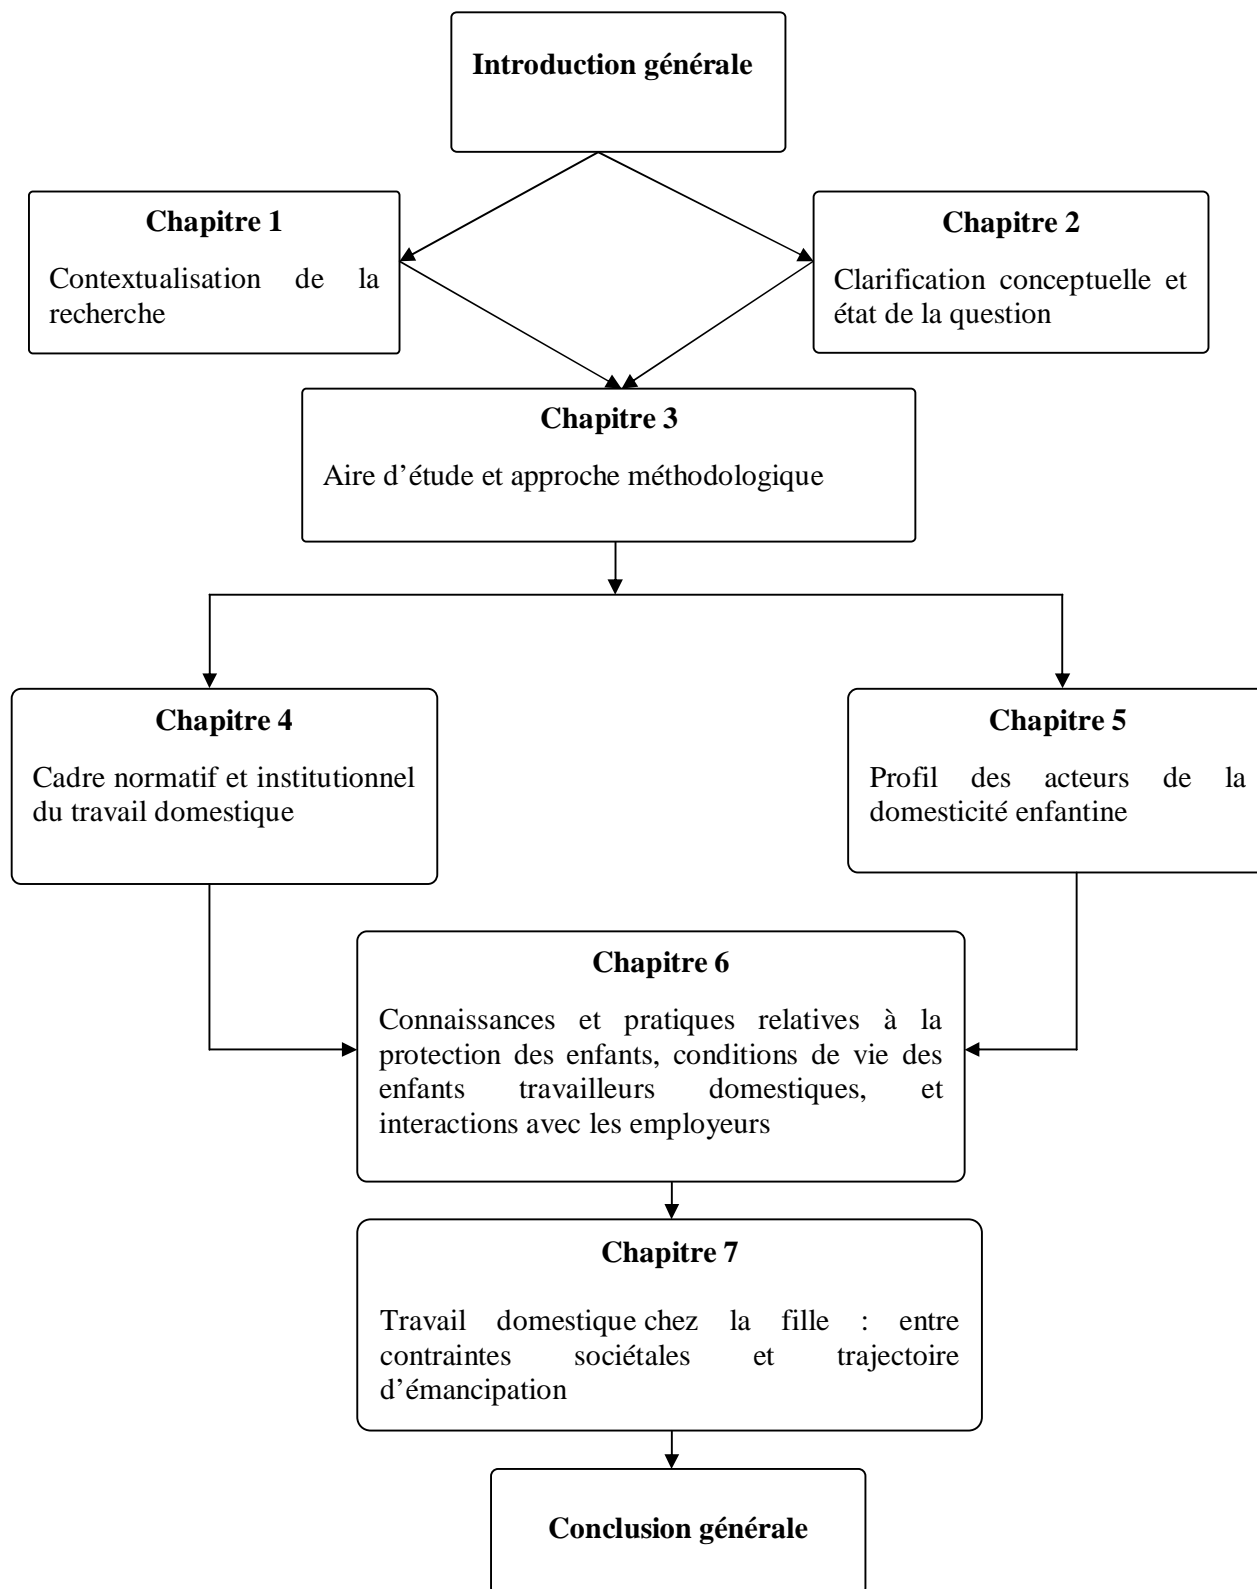 Introduction générale
Chapitre 1
Contextualisation de la
recherche
Chapitre 2
Clarification conceptuelle et
état de la question
Chapitre 3
Aire d’étude et approche méthodologique
Chapitre 4
Cadre normatif et institutionnel
du travail domestique
Chapitre 5
Profil des acteurs de la
domesticité enfantine
Chapitre 6
Connaissances et pratiques relatives à la
protection des enfants, conditions de vie des
enfants travailleurs domestiques, et
interactions avec les employeurs
Chapitre 7
Travail domestique chez la fille : entre
contraintes sociétales et trajectoire
d’émancipation
Conclusion générale